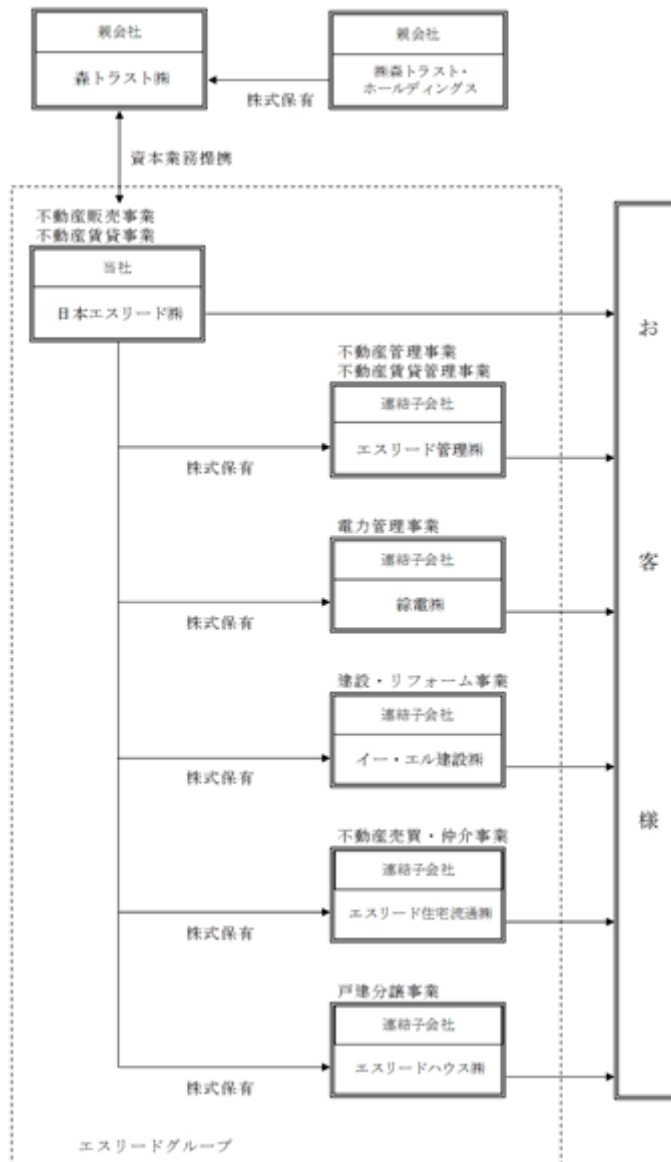 親会社
森トラスト㈱
親会社
㈱森トラスト・
ホールディングス
株式保有
資本業務提携
不動産販売事業
不動産賃貸事業
当社
日本エスリード㈱
お
客
様
不動産管理事業
不動産賃貸管理事業
連結子会社
エスリード管理㈱
株式保有
電力管理事業
連結子会社
綜電㈱
株式保有
建設・リフォーム事業
連結子会社
イー・エル建設㈱
株式保有
不動産売買・仲介事業
連結子会社
エスリード住宅流通㈱
株式保有
戸建分譲事業
連結子会社
エスリードハウス㈱
株式保有
エスリードグループ